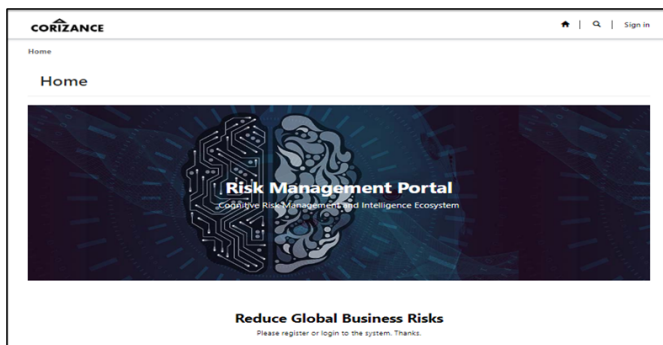 CORIZANCE
Sign in
Home
Home
Risk Management Portal
Cognitive Risk Management and Intelligence Ecosystem
Reduce Global Business Risks
Please register or login to the system. Thanks.